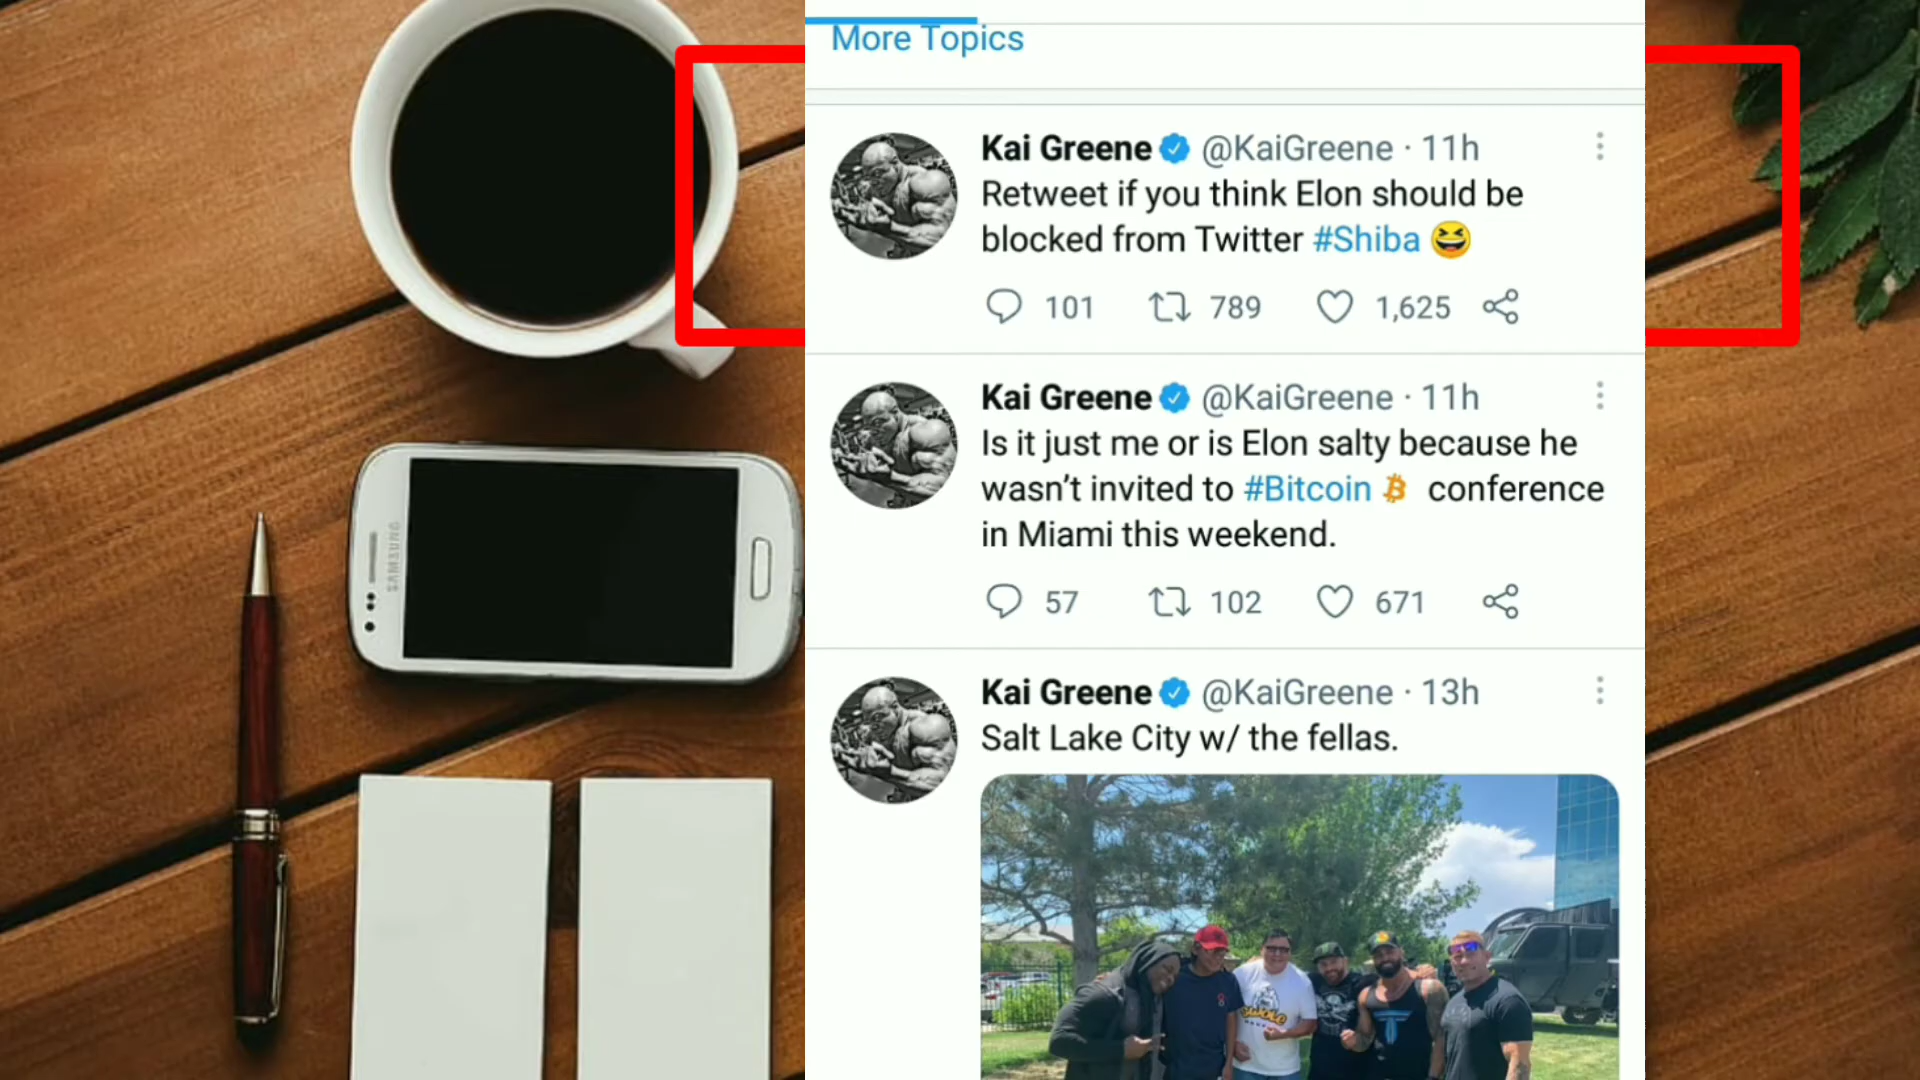 More Topics
Kai Greene @KaiGreene · 11h
Retweet if you think Elon should be
blocked from Twitter #Shiba 😆
101 789 1,625
Kai Greene @KaiGreene · 11h
Is it just me or is Elon salty because he
wasn’t invited to #Bitcoin conference
in Miami this weekend.
57 102 671
Kai Greene @KaiGreene · 13h
Salt Lake City w/ the fellas.
SAMSUNG